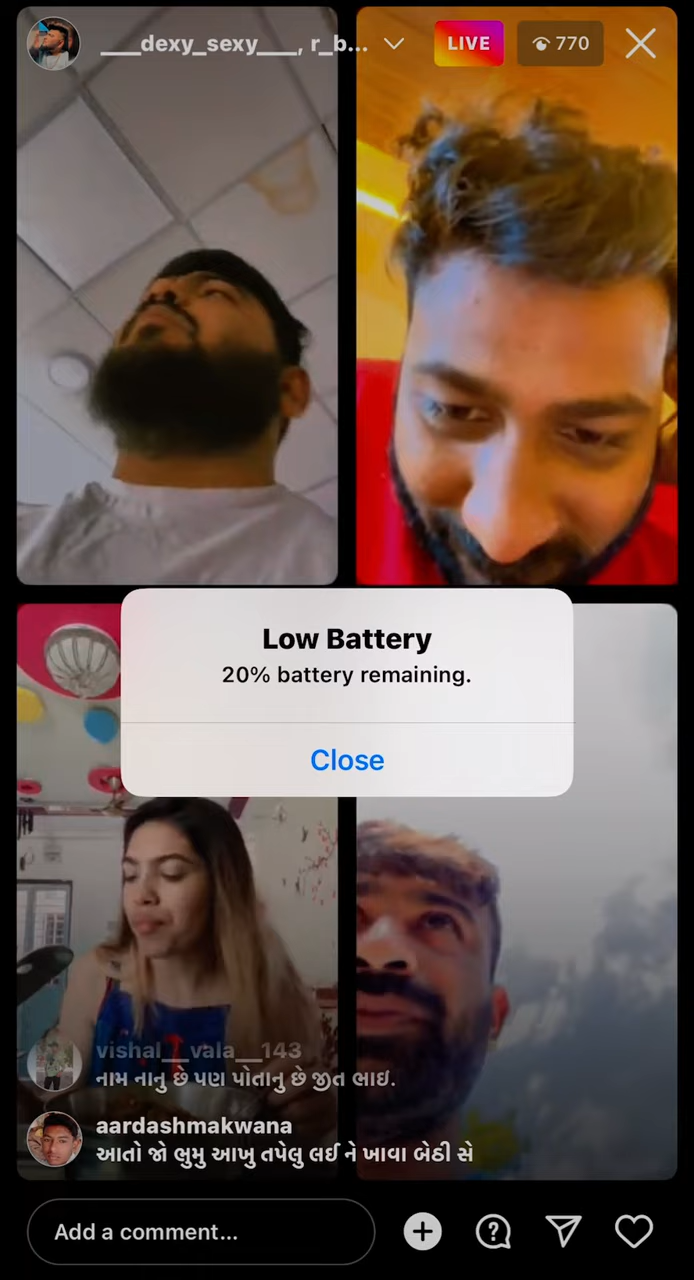 ___dexy_sexy___, r_b...
LIVE
770
Low Battery
20% battery remaining.
Close
vishal__vala__143
નામ નાનુ છે પણ પોતાનુ છે જીત ભાઇ.
aardashmakwana
આતો જો ભુમુ આખુ તપેલુ લઈ ને ખાવા બેઠી સે
Add a comment...